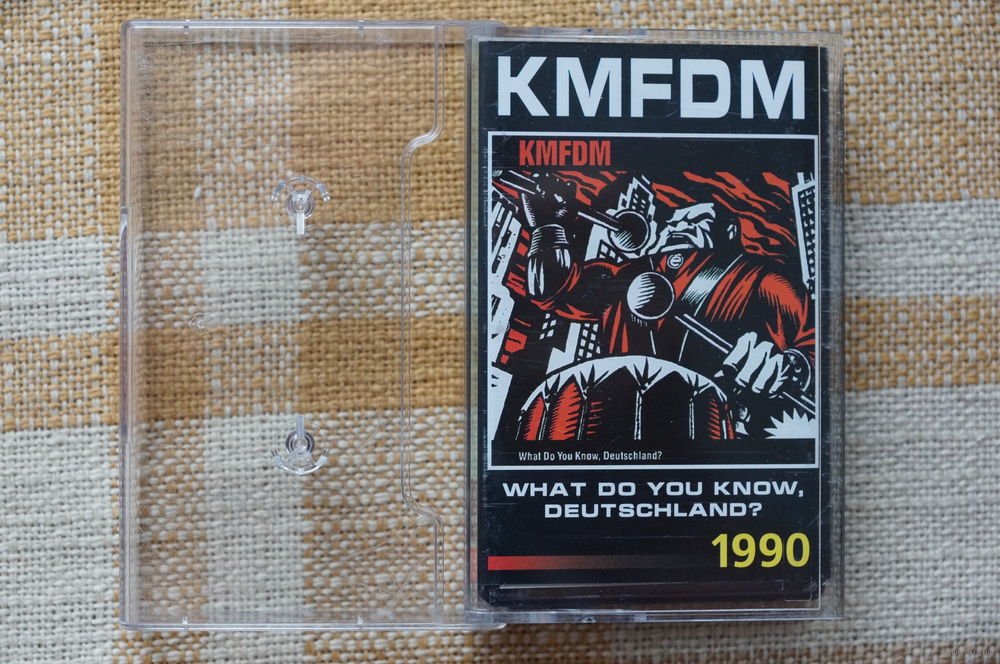 KMFDM
KMFDM
What Do You Know, Deutschland?
WHAT DO YOU KNOW,
DEUTSCHLAND?
1990